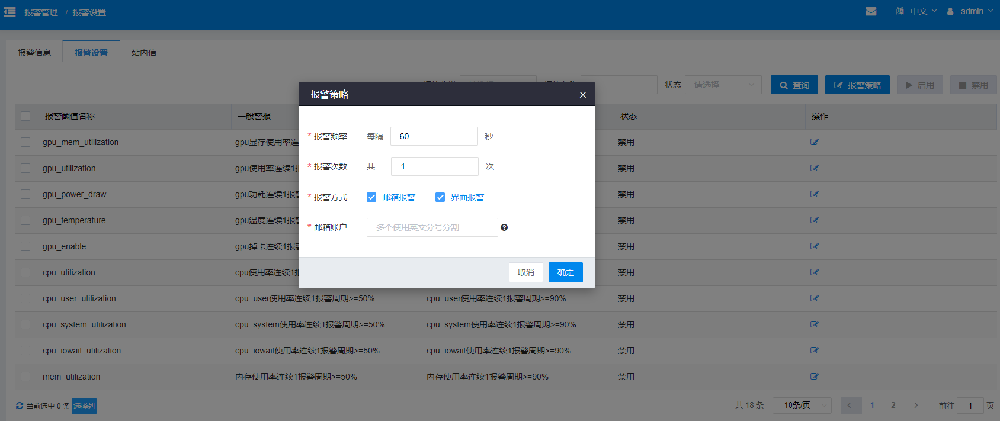 报警管理 / 报警设置 中文 admin
报警信息 报警设置 站内信
状态 请选择 查询 报警策略 启用 禁用
报警策略
* 报警频率 每隔 60 秒
* 报警次数 共 1 次
* 报警方式 邮箱报警 界面报警
* 邮箱账户 多个使用英文分号分割
取消 确定
报警阈值名称 一般警报 状态 操作
gpu_mem_utilization gpu显存使用率连 禁用
gpu_utilization gpu使用率连续1 禁用
gpu_power_draw gpu功耗连续1报 禁用
gpu_temperature gpu温度连续1报 禁用
gpu_enable gpu掉卡连续1报 禁用
cpu_utilization cpu使用率连续1 禁用
cpu_user_utilization cpu_user使用率连续1报警周期>=50% cpu_user使用率连续1报警周期>=90% 禁用
cpu_system_utilization cpu_system使用率连续1报警周期>=50% cpu_system使用率连续1报警周期>=90% 禁用
cpu_iowait_utilization cpu_iowait使用率连续1报警周期>=50% cpu_iowait使用率连续1报警周期>=90% 禁用
mem_utilization 内存使用率连续1报警周期>=50% 内存使用率连续1报警周期>=90% 禁用
当前选中 0 条 选择列 共 18 条 10条/页 1 2 前往 1 页